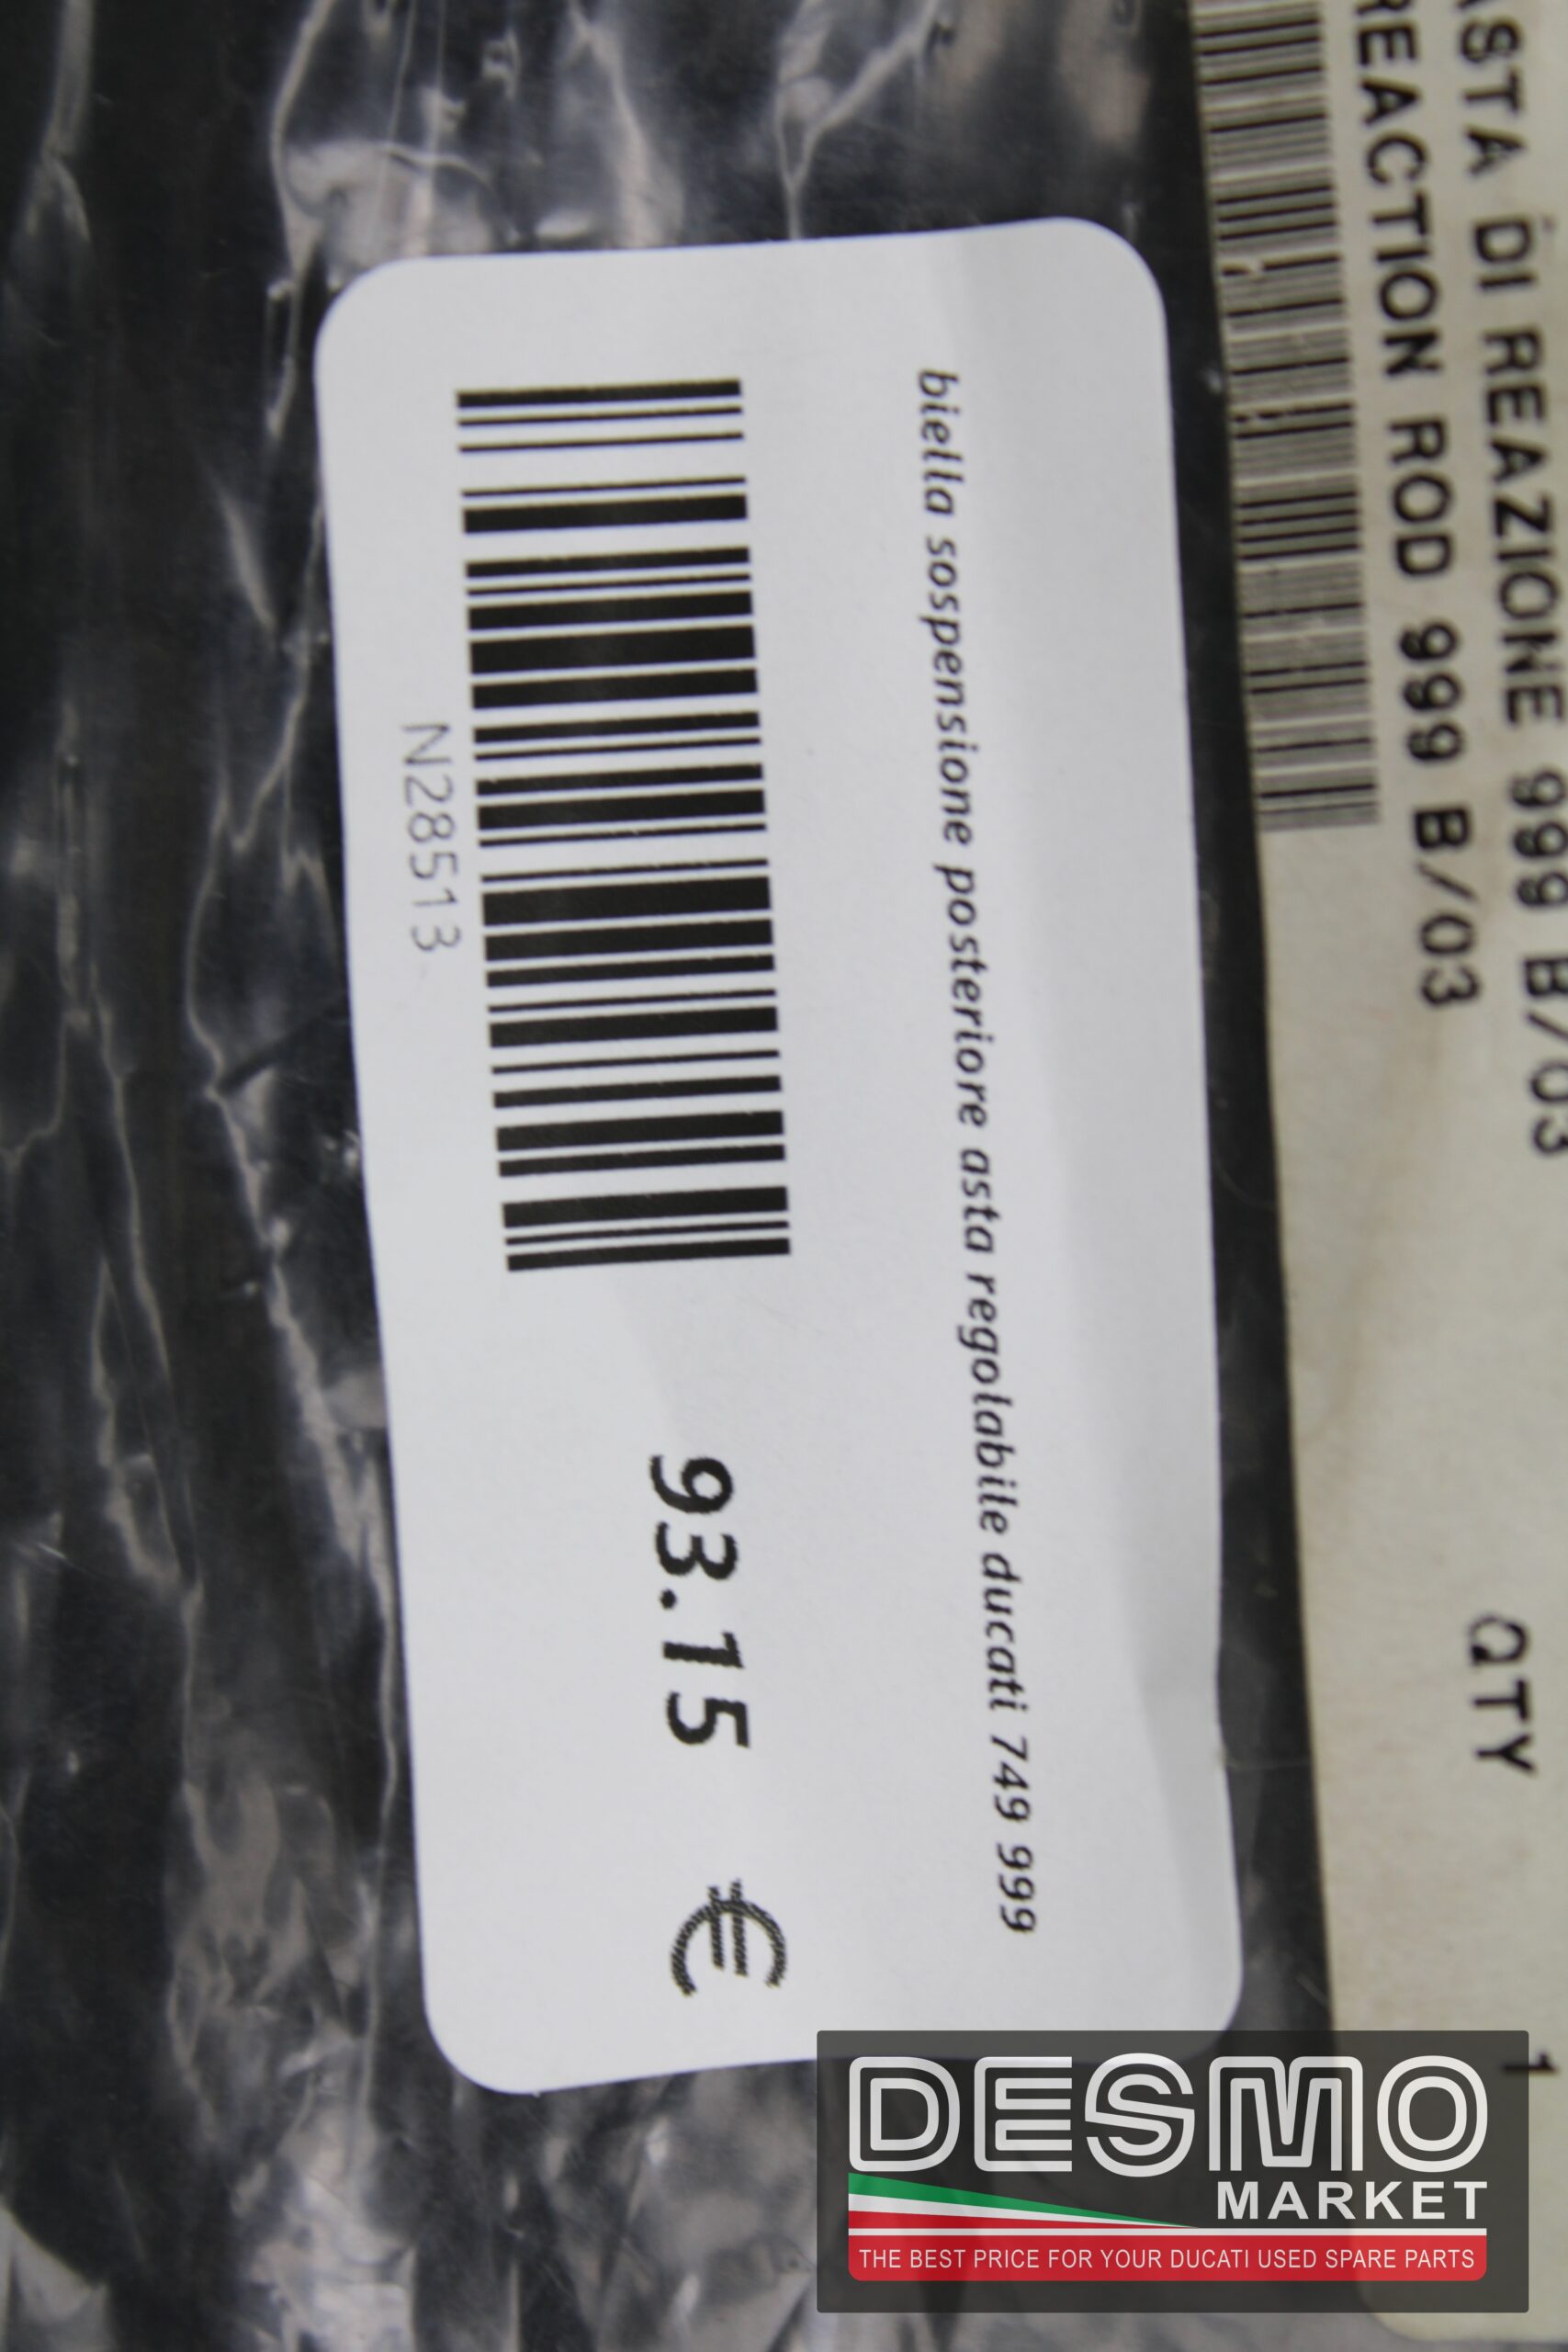 ASTA DI REAZIONE 999 B/03
REACTION ROD 999 B/03
QTY 1
biella sospensione posteriore asta regolabile ducati 749 999
93.15 €
N28513
DESMO
MARKET
THE BEST PRICE FOR YOUR DUCATI USED SPARE PARTS